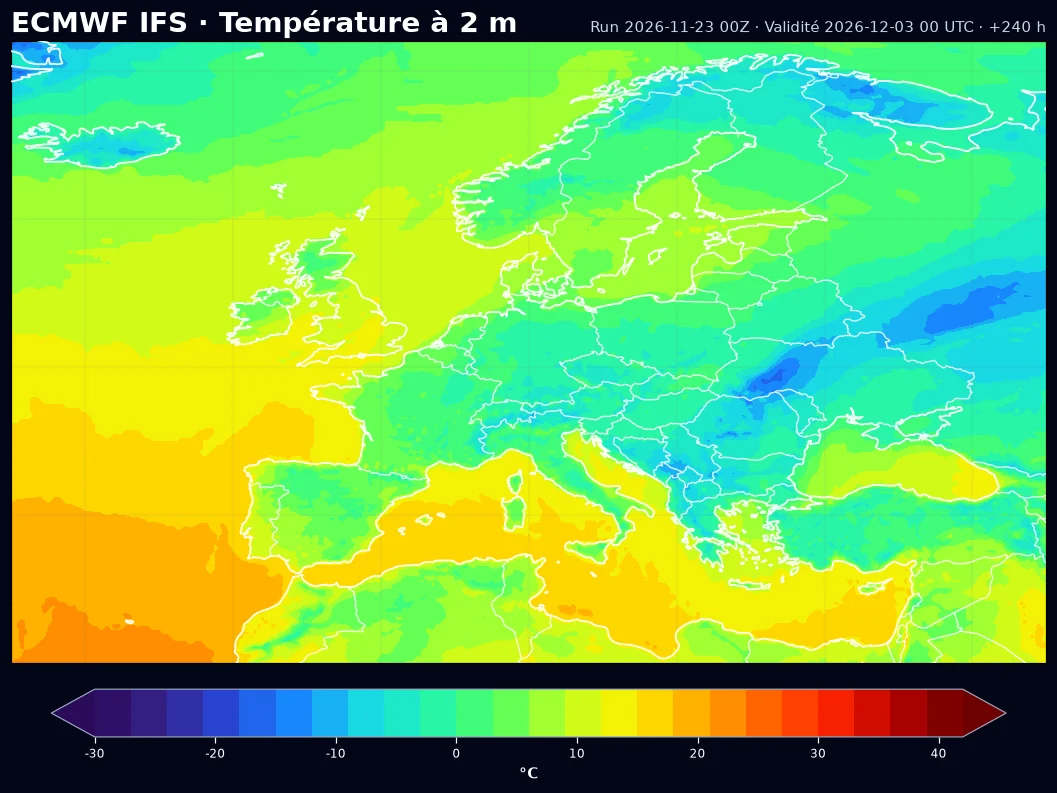 ECMWF IFS · Température à 2 m
Run 2026-11-23 00Z · Validité 2026-12-03 00 UTC · +240 h
-30 -20 -10 0 10 20 30 40
°C